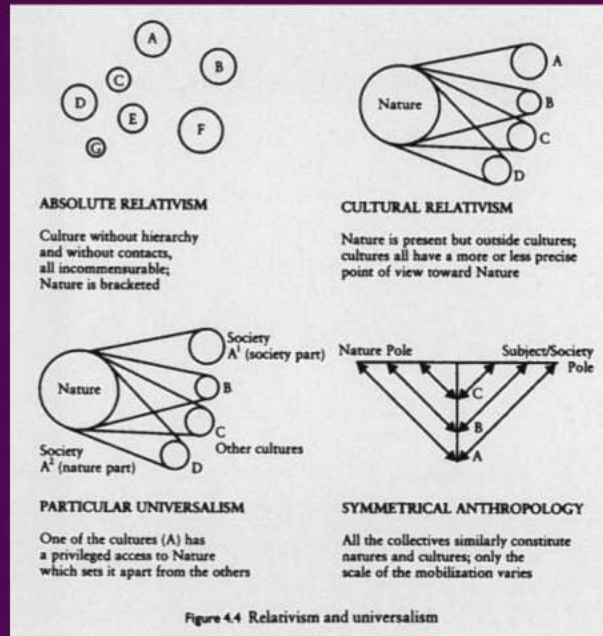 A
B
C
D
E
F
G
ABSOLUTE RELATIVISM
Culture without hierarchy
and without contacts,
all incommensurable;
Nature is bracketed
Nature
A
B
C
D
CULTURAL RELATIVISM
Nature is present but outside cultures;
cultures all have a more or less precise
point of view toward Nature
Society
A¹ (society part)
Nature
B
C
Other cultures
D
Society
A² (nature part)
PARTICULAR UNIVERSALISM
One of the cultures (A) has
a privileged access to Nature
which sets it apart from the others
Nature Pole
Subject/Society
Pole
C
B
A
SYMMETRICAL ANTHROPOLOGY
All the collectives similarly constitute
natures and cultures; only the
scale of the mobilization varies
Figure 4.4 Relativism and universalism